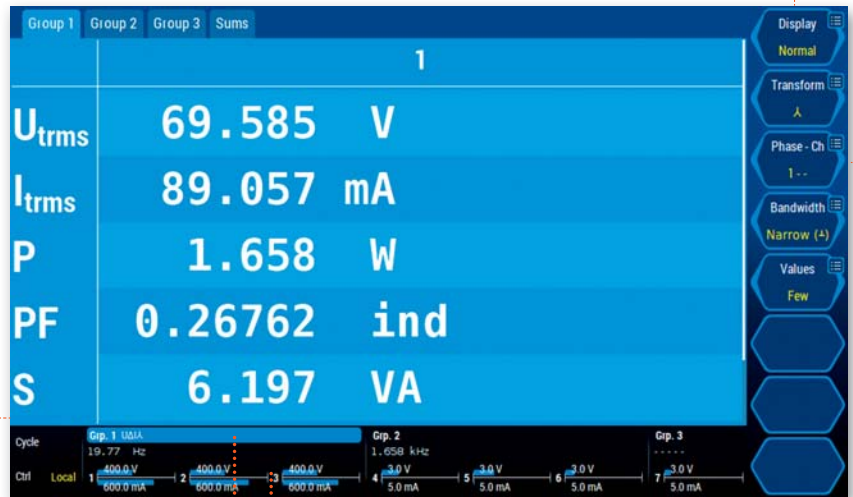 Group 1 Group 2 Group 3 Sums
1
Utrms 69.585 V
Itrms 89.057 mA
P 1.658 W
PF 0.26762 ind
S 6.197 VA
Display
Normal
Transform
⅄
Phase - Ch
1 - -
Bandwidth
Narrow (┴)
Values
Few
Cycle
Grp. 1 UΔI⅄
19.77 Hz
Grp. 2
1.658 kHz
Grp. 3
-----
Ctrl Local
1 400.0 V
600.0 mA
2 400.0 V
600.0 mA
3 400.0 V
600.0 mA
4 3.0 V
5.0 mA
5 3.0 V
5.0 mA
6 3.0 V
5.0 mA
7 3.0 V
5.0 mA